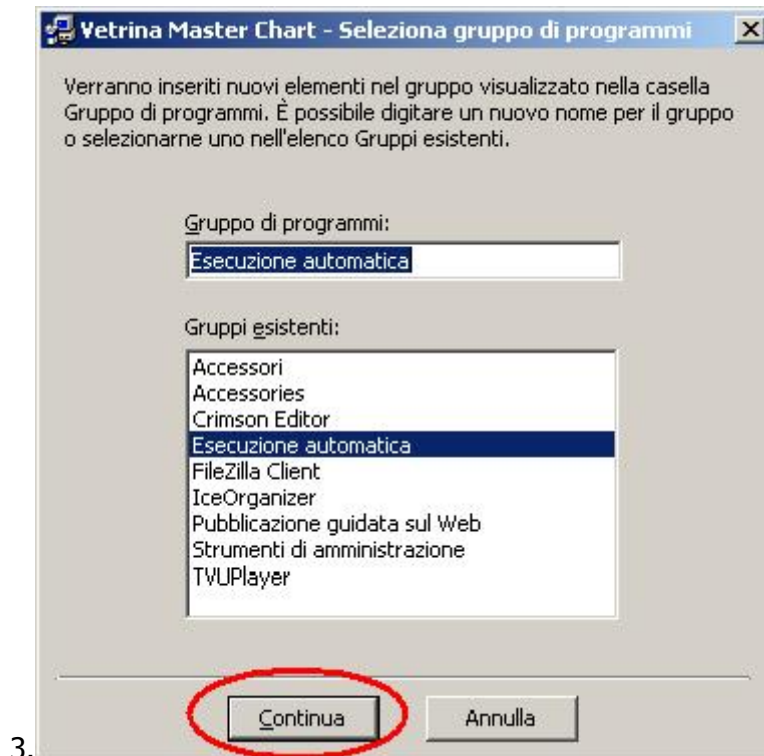 Vetrina Master Chart - Seleziona gruppo di programmi
Verranno inseriti nuovi elementi nel gruppo visualizzato nella casella
Gruppo di programmi. È possibile digitare un nuovo nome per il gruppo
o selezionarne uno nell'elenco Gruppi esistenti.
Gruppo di programmi:
Esecuzione automatica
Gruppi esistenti:
Accessori
Accessories
Crimson Editor
Esecuzione automatica
FileZilla Client
IceOrganizer
Pubblicazione guidata sul Web
Strumenti di amministrazione
TVUPlayer
Continua Annulla
3.